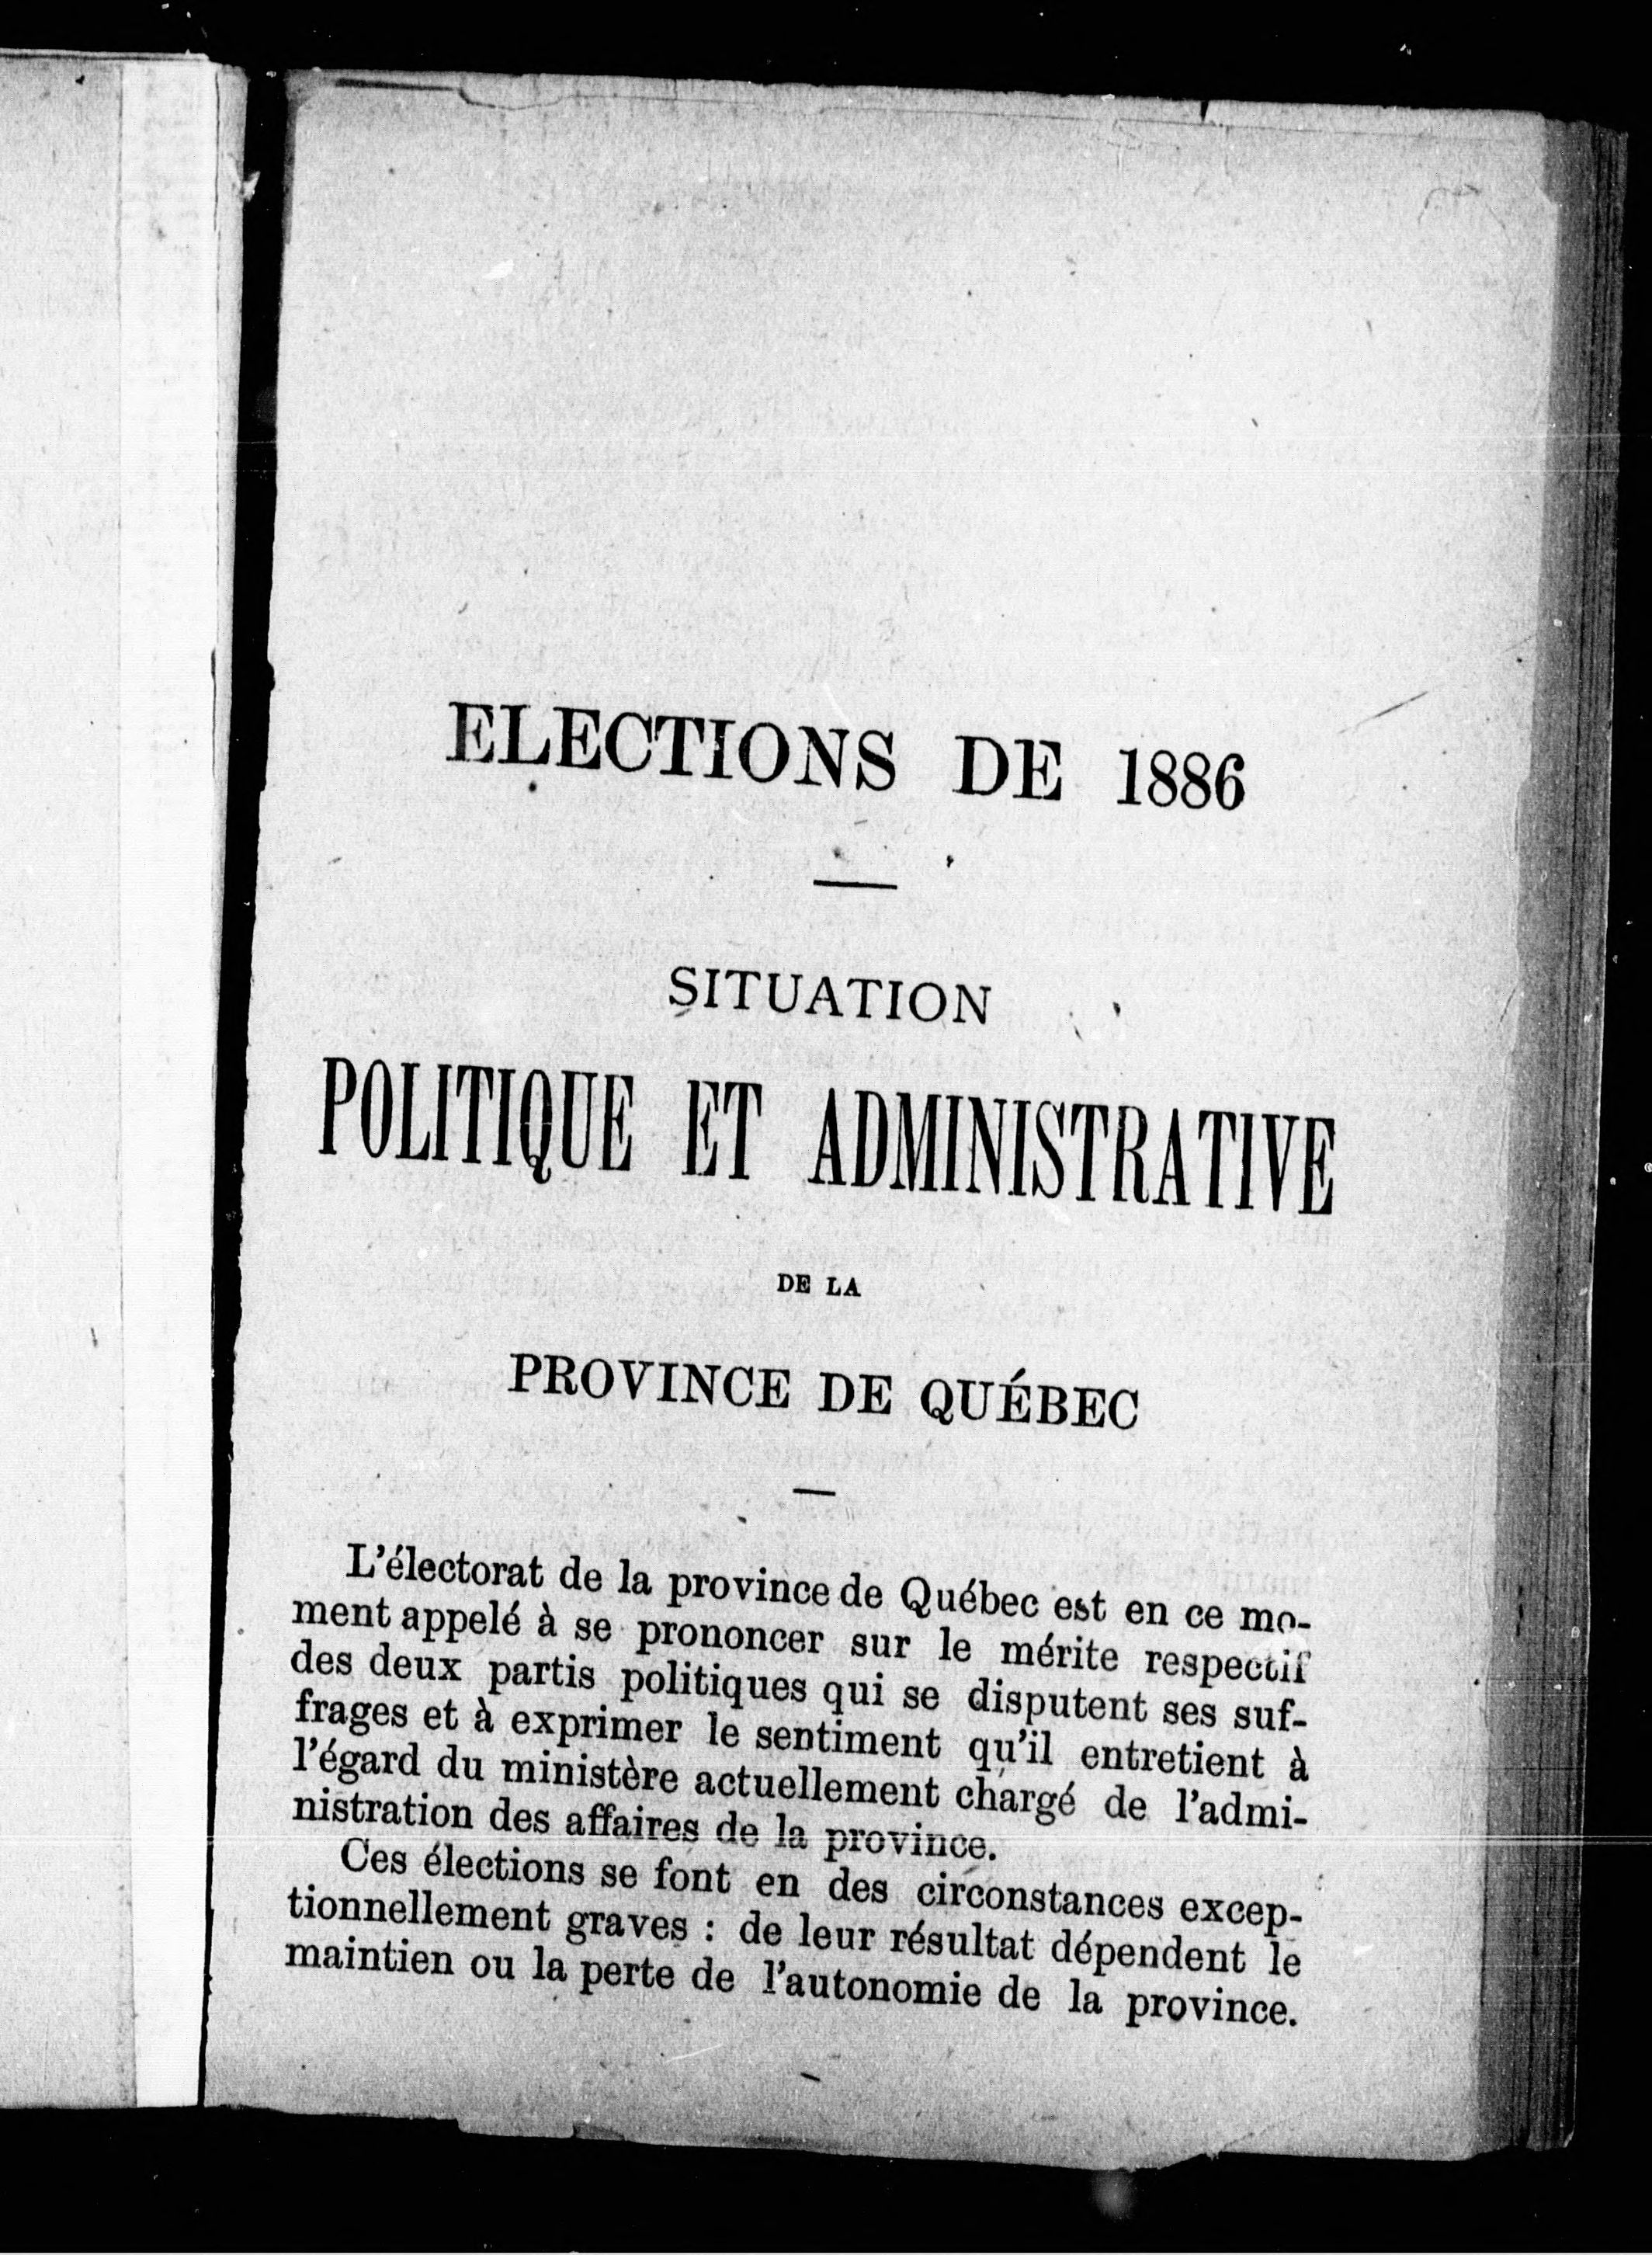 ELECTIONS DE 1886
SITUATION
POLITIQUE ET ADMINISTRATIVE
DE LA
PROVINCE DE QUÉBEC
L'électorat de la province de Québec est en ce mo-
ment appelé à se prononcer sur le mérite respectif
des deux partis politiques qui se disputent ses suf-
frages et à exprimer le sentiment qu'il entretient à
l'égard du ministère actuellement chargé de l'admi-
nistration des affaires de la province.
Ces élections se font en des circonstances excep-
tionnellement graves : de leur résultat dépendent le
maintien ou la perte de l'autonomie de la province.